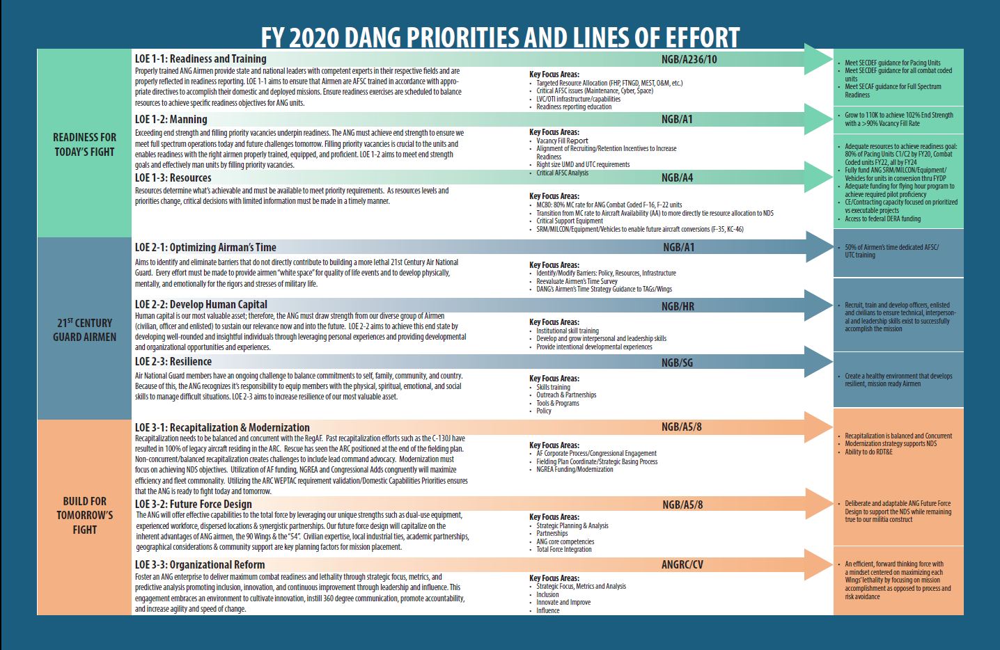 FY 2020 DANG PRIORITIES AND LINES OF EFFORT
READINESS FOR
TODAY'S FIGHT
LOE 1-1: Readiness and Training
NGB/A236/10
Properly trained ANG Airmen provide state and national leaders with competent experts in their respective fields and are
properly reflected in readiness reporting. LOE 1-1 aims to ensure that Airmen are AFSC trained in accordance with appro-
priate directives to accomplish their domestic and deployed missions. Ensure readiness exercises are scheduled to balance
resources to achieve specific readiness objectives for ANG units.
Key Focus Areas:
• Targeted Resource Allocation (FHP, FTNGD, MEST, O&M, etc.)
• Critical AFSC issues (Maintenance, Cyber, Space)
• LVC/OTI infrastructure/capabilities
• Readiness reporting education
• Meet SECDEF guidance for Pacing Units
• Meet SECDEF guidance for all combat coded
units
• Meet SECAF guidance for Full Spectrum
Readiness
LOE 1-2: Manning
NGB/A1
Exceeding end strength and filling priority vacancies underpin readiness. The ANG must achieve end strength to ensure we
meet full spectrum operations today and future challenges tomorrow. Filling priority vacancies is crucial to the units and
enables readiness with the right airmen properly trained, equipped, and proficient. LOE 1-2 aims to meet end strength
goals and effectively man units by filling priority vacancies.
Key Focus Areas:
• Vacancy Fill Report
• Alignment of Recruiting/Retention Incentives to Increase
Readiness
• Right size UMD and UTC requirements
• Critical AFSC Analysis
• Grow to 110K to achieve 102% End Strength
with a >90% Vacancy Fill Rate
LOE 1-3: Resources
NGB/A4
Resources determine what's achievable and must be available to meet priority requirements. As resources levels and
priorities change, critical decisions with limited information must be made in a timely manner.
Key Focus Areas:
• MC80: 80% MC rate for ANG Combat Coded F-16, F-22 units
• Transition from MC rate to Aircraft Availability (AA) to more directly tie resource allocation to NDS
• Critical Support Equipment
• SRM/MILCON/Equipment/Vehicles to enable future aircraft conversions (F-35, KC-46)
• Adequate resources to achieve readiness goal:
80% of Pacing Units C1/C2 by FY20, Combat
Coded units FY22, all by FY24
• Fully fund ANG SRM/MILCON/Equipment/
Vehicles for units in conversion thru FYDP
• Adequate funding for flying hour program to
achieve required pilot proficiency
• CE/Contracting capacity focused on prioritized
vs executable projects
• Access to federal DERA funding
21ST CENTURY
GUARD AIRMEN
LOE 2-1: Optimizing Airman's Time
NGB/A1
Aims to identify and eliminate barriers that do not directly contribute to building a more lethal 21st Century Air National
Guard. Every effort must be made to provide airmen "white space" for quality of life events and to develop physically,
mentally, and emotionally for the rigors and stresses of military life.
Key Focus Areas:
• Identify/Modify Barriers: Policy, Resources, Infrastructure
• Reevaluate Airmen's Time Survey
• DANG's Airmen's Time Strategy Guidance to TAGs/Wings
• 50% of Airmen's time dedicated AFSC/
UTC training
LOE 2-2: Develop Human Capital
NGB/HR
Human capital is our most valuable asset; therefore, the ANG must draw strength from our diverse group of Airmen
(civilian, officer and enlisted) to sustain our relevance now and into the future. LOE 2-2 aims to achieve this end state by
developing well-rounded and insightful individuals through leveraging personal experiences and providing developmental
and organizational opportunities and experiences.
Key Focus Areas:
• Institutional skill training
• Develop and grow interpersonal and leadership skills
• Provide intentional developmental experiences
• Recruit, train and develop officers, enlisted
and civilians to ensure technical, interperson-
al and leadership skills exist to successfully
accomplish the mission
LOE 2-3: Resilience
NGB/SG
Air National Guard members have an ongoing challenge to balance commitments to self, family, community, and country.
Because of this, the ANG recognizes it's responsibility to equip members with the physical, spiritual, emotional, and social
skills to manage difficult situations. LOE 2-3 aims to increase resilience of our most valuable asset.
Key Focus Areas:
• Skills training
• Outreach & Partnerships
• Tools & Programs
• Policy
• Create a healthy environment that develops
resilient, mission ready Airmen
BUILD FOR
TOMORROW'S
FIGHT
LOE 3-1: Recapitalization & Modernization
NGB/A5/8
Recapitalization needs to be balanced and concurrent with the RegAF. Past recapitalization efforts such as the C-130J have
resulted in 100% of legacy aircraft residing in the ARC. Rescue has seen the ARC positioned at the end of the fielding plan.
Non-concurrent/balanced recapitalization creates challenges to include lead command advocacy. Modernization must
focus on achieving NDS objectives. Utilization of AF funding, NGREA and Congressional Adds congruently will maximize
efficiency and fleet commonality. Utilizing the ARC WEPTAC requirement validation/Domestic Capabilities Priorities ensures
that the ANG is ready to fight today and tomorrow.
Key Focus Areas:
• AF Corporate Process/Congressional Engagement
• Fielding Plan Coordinate/Strategic Basing Process
• NGREA Funding/Modernization
• Recapitalization is balanced and Concurrent
• Modernization strategy supports NDS
• Ability to do RDT&E
LOE 3-2: Future Force Design
NGB/A5/8
The ANG will offer effective capabilities to the total force by leveraging our unique strengths such as dual-use equipment,
experienced workforce, dispersed locations & synergistic partnerships. Our future force design will capitalize on the
inherent advantages of ANG airmen, the 90 Wings & the "54". Civilian expertise, local industrial ties, academic partnerships,
geographical considerations & community support are key planning factors for mission placement.
Key Focus Areas:
• Strategic Planning & Analysis
• Partnerships
• ANG core competencies
• Total Force Integration
• Deliberate and adaptable ANG Future Force
Design to support the NDS while remaining
true to our militia construct
LOE 3-3: Organizational Reform
ANGRC/CV
Foster an ANG enterprise to deliver maximum combat readiness and lethality through strategic focus, metrics, and
predictive analysis promoting inclusion, innovation, and continuous improvement through leadership and influence. This
engagement embraces an environment to cultivate innovation, instill 360 degree communication, promote accountability,
and increase agility and speed of change.
Key Focus Areas:
• Strategic Focus, Metrics and Analysis
• Inclusion
• Innovate and Improve
• Influence
• An efficient, forward thinking force with
a mindset centered on maximizing each
Wings' lethality by focusing on mission
accomplishment as opposed to process and
risk avoidance